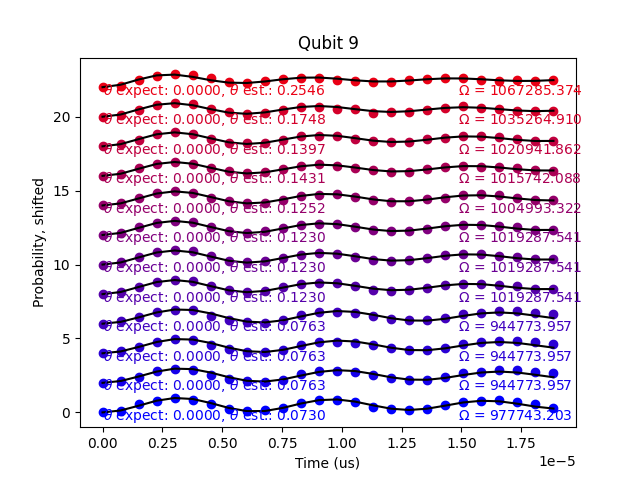 Qubit 9
θ expect: 0.0000, θ est.: 0.2546 Ω = 1067285.374
θ expect: 0.0000, θ est.: 0.1748 Ω = 1035264.910
θ expect: 0.0000, θ est.: 0.1397 Ω = 1020941.862
θ expect: 0.0000, θ est.: 0.1431 Ω = 1015742.088
θ expect: 0.0000, θ est.: 0.1252 Ω = 1004993.322
θ expect: 0.0000, θ est.: 0.1230 Ω = 1019287.541
θ expect: 0.0000, θ est.: 0.1230 Ω = 1019287.541
θ expect: 0.0000, θ est.: 0.1230 Ω = 1019287.541
θ expect: 0.0000, θ est.: 0.0763 Ω = 944773.957
θ expect: 0.0000, θ est.: 0.0763 Ω = 944773.957
θ expect: 0.0000, θ est.: 0.0763 Ω = 944773.957
θ expect: 0.0000, θ est.: 0.0730 Ω = 977743.203
20
15
10
5
0
Probability, shifted
0.00 0.25 0.50 0.75 1.00 1.25 1.50 1.75
1e−5
Time (us)